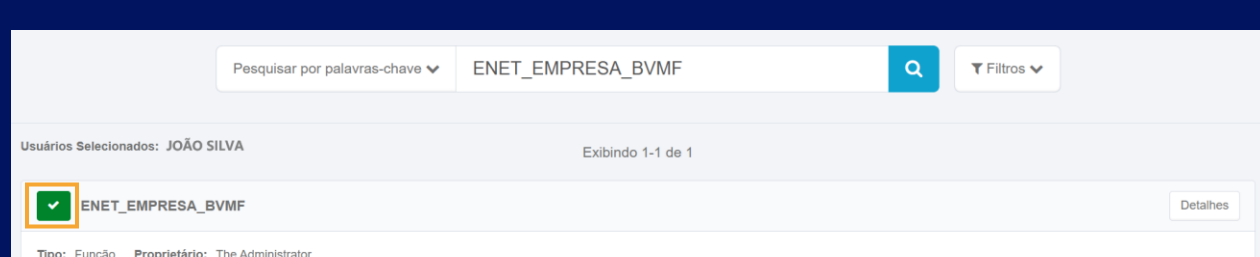 Pesquisar por palavras-chave ENET_EMPRESA_BVMF Filtros
Usuários Selecionados: JOÃO SILVA
Exibindo 1-1 de 1
ENET_EMPRESA_BVMF Detalhes
Tipo: Função Proprietário: The Administrator